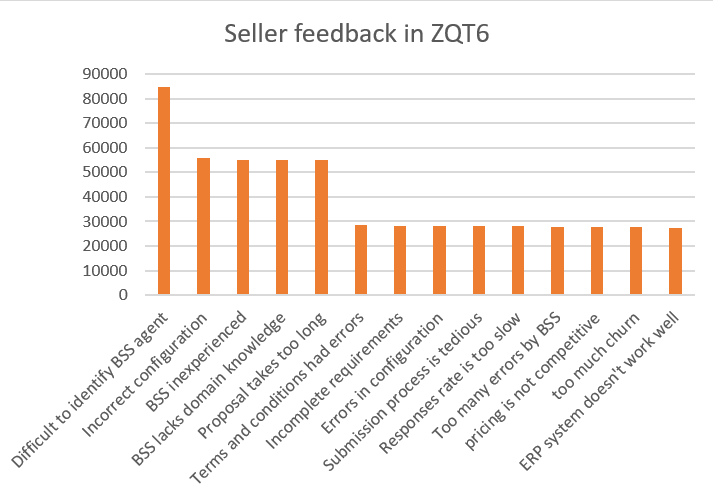 Seller feedback in ZQT6
90000
80000
70000
60000
50000
40000
30000
20000
10000
0
Difficult to identify BSS agent
Incorrect configuration
BSS inexperienced
BSS lacks domain knowledge
Proposal takes too long
Terms and conditions had errors
Incomplete requirements
Errors in configuration
Submission process is tedious
Responses rate is too slow
Too many errors by BSS
pricing is not competitive
too much churn
ERP system doesn't work well